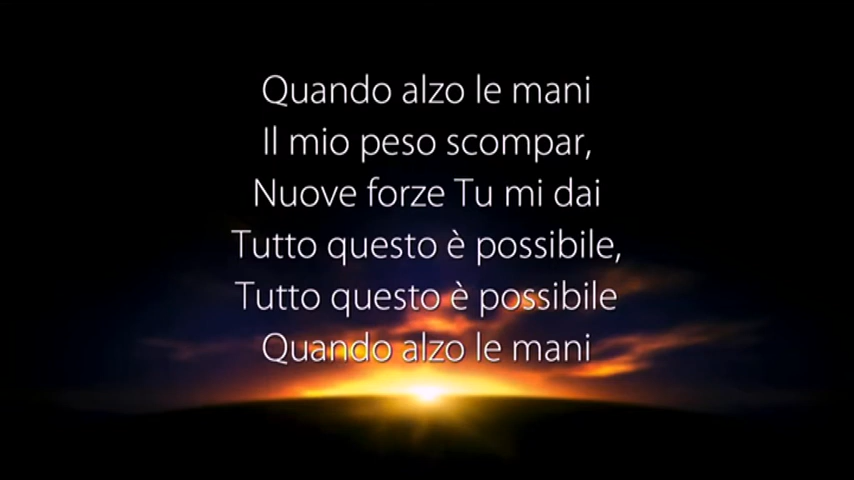 Quando alzo le mani
Il mio peso scompar,
Nuove forze Tu mi dai
Tutto questo è possibile,
Tutto questo è possibile
Quando alzo le mani